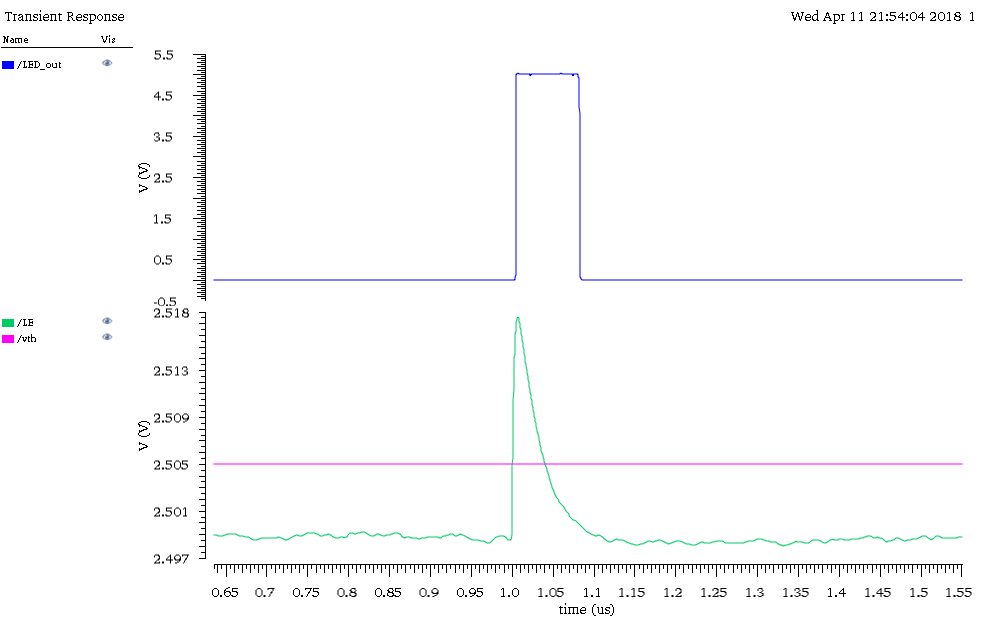 Transient Response
Wed Apr 11 21:54:04 2018 1
Name Vis
/LED_out
5.5
4.5
3.5
2.5
1.5
0.5
-0.5
V (V)
/LE
/vth
2.518
2.513
2.509
2.505
2.501
2.497
V (V)
0.65 0.7 0.75 0.8 0.85 0.9 0.95 1.0 1.05 1.1 1.15 1.2 1.25 1.3 1.35 1.4 1.45 1.5 1.55
time (us)